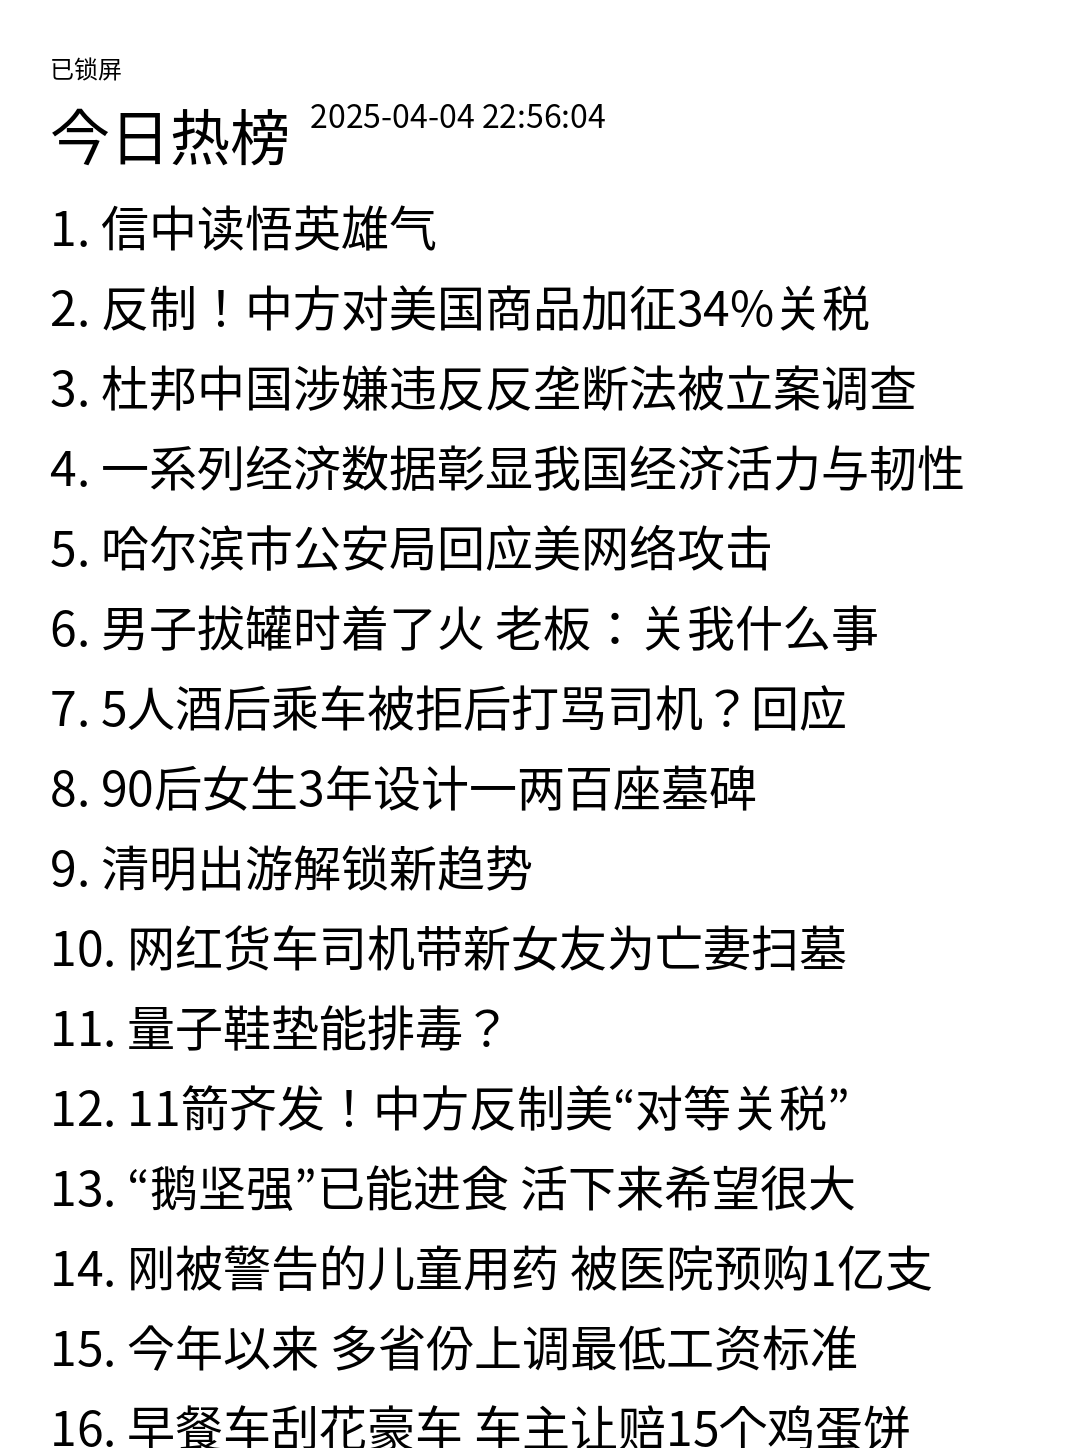 已锁屏
今日热榜 2025-04-04 22:56:04
1. 信中读悟英雄气
2. 反制！中方对美国商品加征34%关税
3. 杜邦中国涉嫌违反反垄断法被立案调查
4. 一系列经济数据彰显我国经济活力与韧性
5. 哈尔滨市公安局回应美网络攻击
6. 男子拔罐时着了火 老板：关我什么事
7. 5人酒后乘车被拒后打骂司机？回应
8. 90后女生3年设计一两百座墓碑
9. 清明出游解锁新趋势
10. 网红货车司机带新女友为亡妻扫墓
11. 量子鞋垫能排毒？
12. 11箭齐发！中方反制美“对等关税”
13. “鹅坚强”已能进食 活下来希望很大
14. 刚被警告的儿童用药 被医院预购1亿支
15. 今年以来 多省份上调最低工资标准
16. 早餐车刮花豪车 车主让赔15个鸡蛋饼